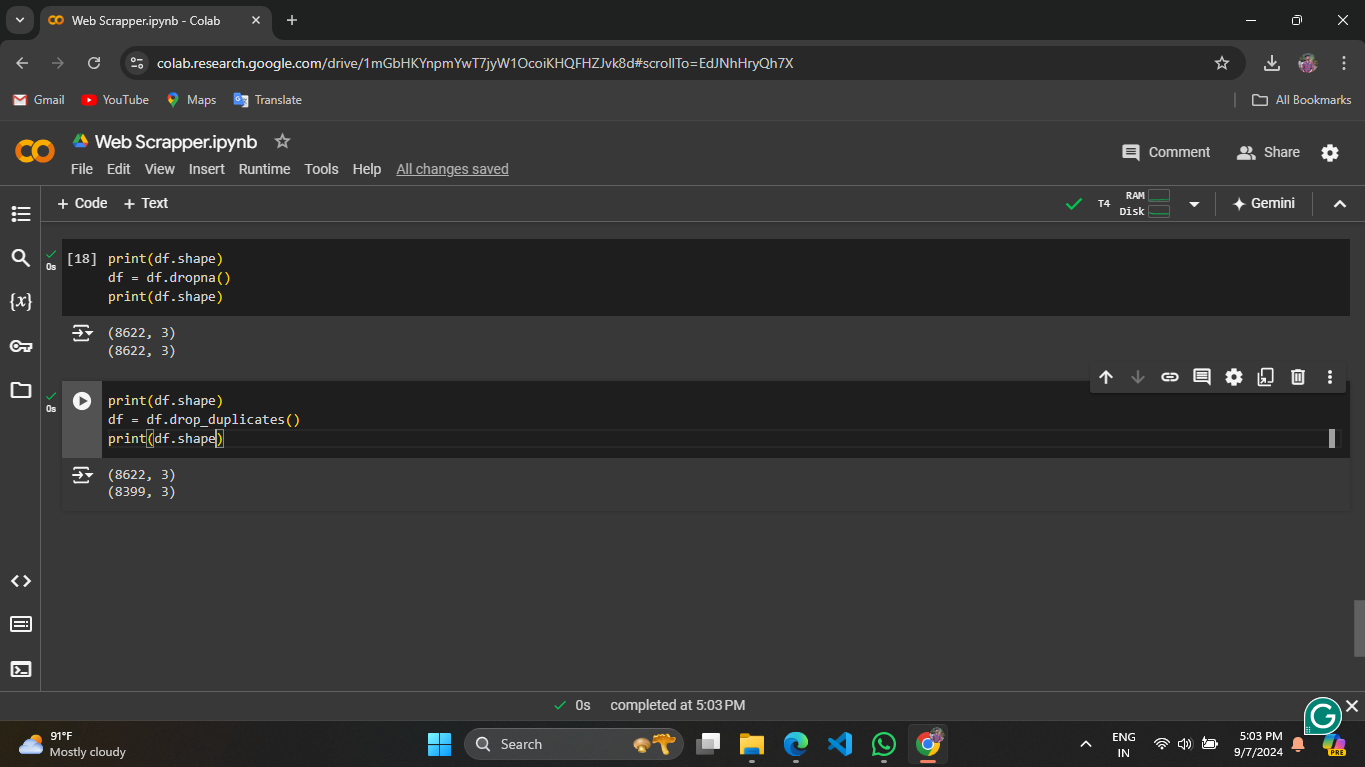 Web Scrapper.ipynb - Colab
colab.research.google.com/drive/1mGbHKYnpmYwT7jyW1OcoiKHQFHZJvk8d#scrollTo=EdJNhHryQh7X
Gmail YouTube Maps Translate All Bookmarks
Web Scrapper.ipynb
Comment Share
File Edit View Insert Runtime Tools Help All changes saved
+ Code + Text T4 RAM Disk Gemini
0s
[18] print(df.shape)
df = df.dropna()
print(df.shape)
(8622, 3)
(8622, 3)
{x}
0s
print(df.shape)
df = df.drop_duplicates()
print(df.shape)
(8622, 3)
(8399, 3)
0s completed at 5:03 PM
91°F
Mostly cloudy
Search
PRE
ENG
IN
5:03 PM
9/7/2024